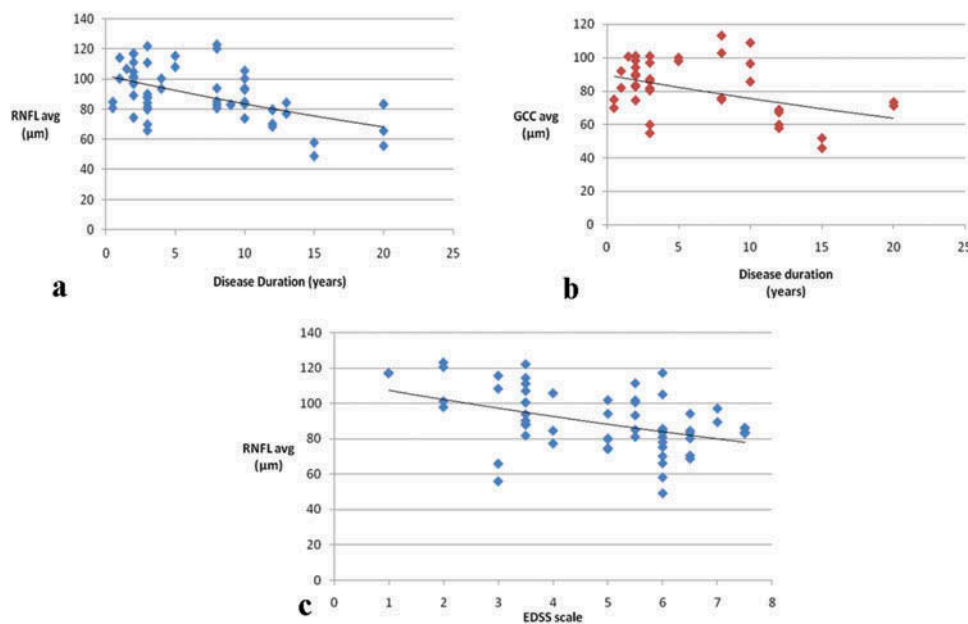 140
120
100
80
60
40
20
0
RNFL avg
(µm)
0 5 10 15 20 25
Disease Duration (years)
a
120
100
80
60
40
20
0
GCC avg
(µm)
0 5 10 15 20 25
Disease duration
(years)
b
140
120
100
80
60
40
20
0
RNFL avg
(µm)
0 1 2 3 4 5 6 7 8
EDSS scale
c